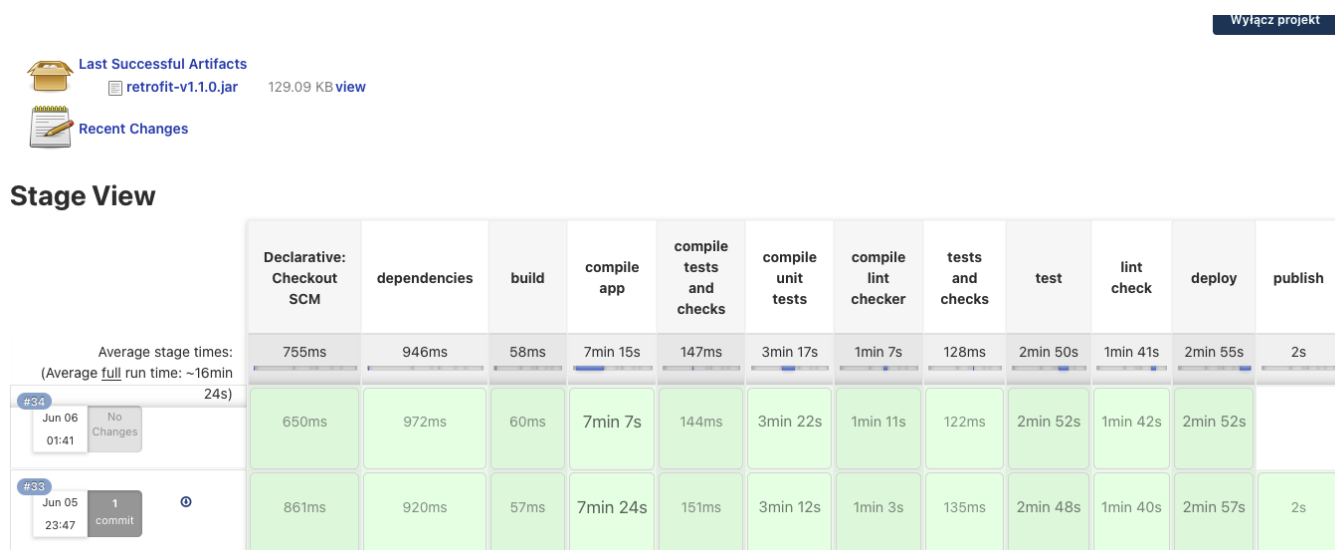 Wyłącz projekt
Last Successful Artifacts
retrofit-v1.1.0.jar 129.09 KB view
Recent Changes
Stage View
Declarative: Checkout SCM
dependencies
build
compile app
compile tests and checks
compile unit tests
compile lint checker
tests and checks
test
lint check
deploy
publish
Average stage times:
(Average full run time: ~16min
24s)
755ms 946ms 58ms 7min 15s 147ms 3min 17s 1min 7s 128ms 2min 50s 1min 41s 2min 55s 2s
#34
Jun 06
01:41
No
Changes
650ms 972ms 60ms 7min 7s 144ms 3min 22s 1min 11s 122ms 2min 52s 1min 42s 2min 52s
#33
Jun 05
23:47
1
commit
861ms 920ms 57ms 7min 24s 151ms 3min 12s 1min 3s 135ms 2min 48s 1min 40s 2min 57s 2s